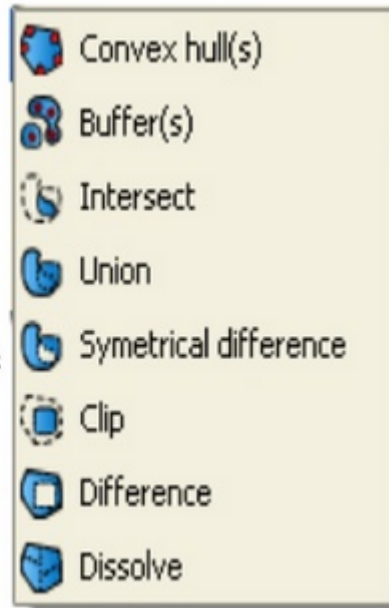 Convex hull(s)
Buffer(s)
Intersect
Union
Symetrical difference
Clip
Difference
Dissolve